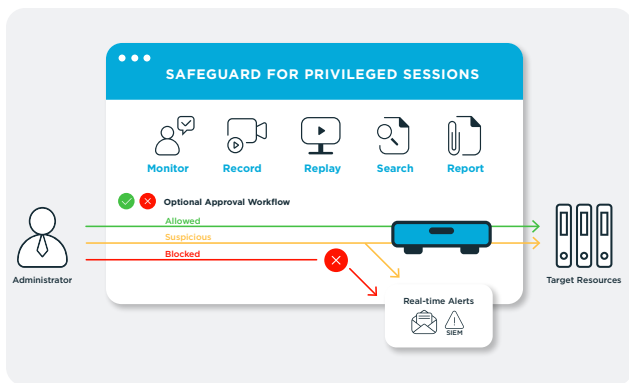 SAFEGUARD FOR PRIVILEGED SESSIONS
Monitor
Record
Replay
Search
Report
Optional Approval Workflow
Allowed
Suspicious
Blocked
Administrator
Target Resources
Real-time Alerts
SIEM